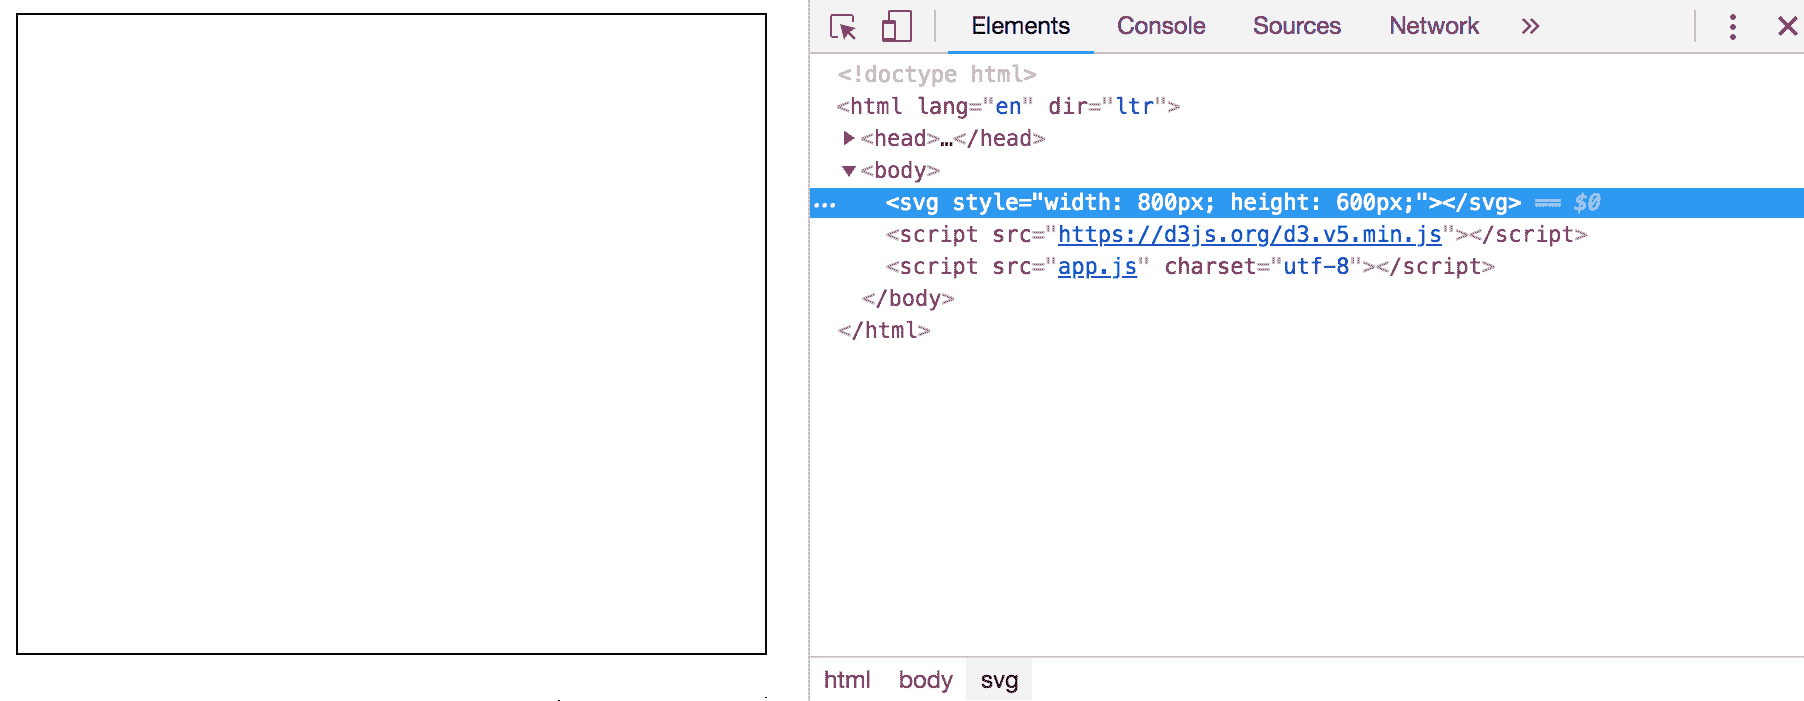 Elements Console Sources Network »
<!doctype html>
<html lang="en" dir="ltr">
▶<head>…</head>
▼<body>
… <svg style="width: 800px; height: 600px;"></svg> == $0
<script src="https://d3js.org/d3.v5.min.js"></script>
<script src="app.js" charset="utf-8"></script>
</body>
</html>
html body svg